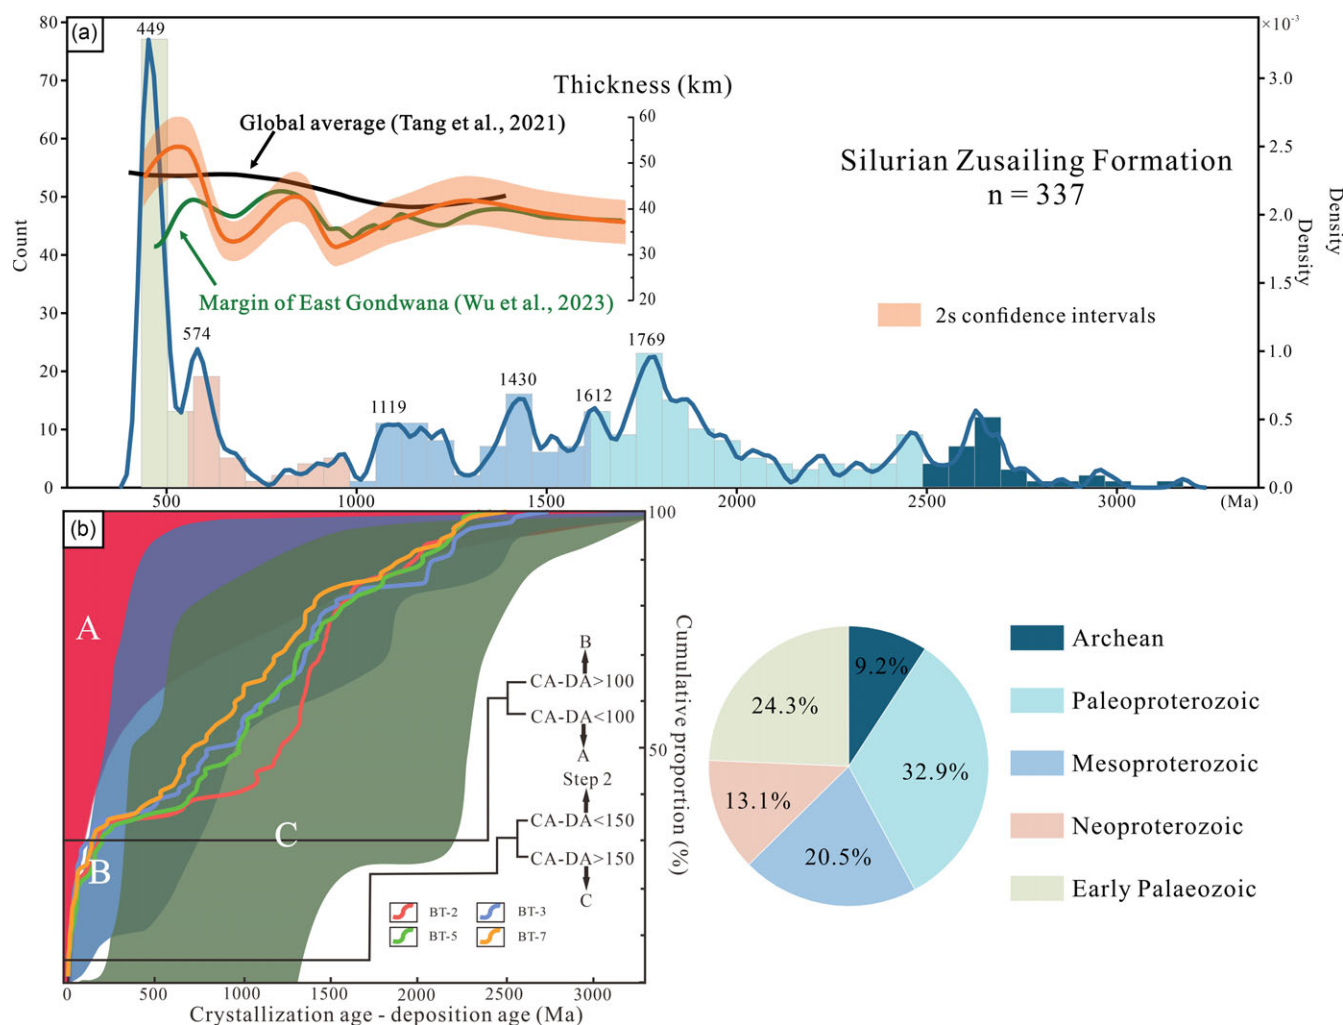 (a)
80
70
60
50
40
30
20
10
0
Count
449
574
1119
1430
1612
1769
Thickness (km)
Global average (Tang et al., 2021)
Margin of East Gondwana (Wu et al., 2023)
60
50
40
30
20
Silurian Zusailing Formation
n = 337
2s confidence intervals
×10⁻³
3.0
2.5
2.0
1.5
1.0
0.5
0.0
Density
Density
500
1000
1500
2000
2500
3000
(Ma)
(b)
A
B
C
100
50
Cumulative proportion (%)
B
CA-DA>100
CA-DA<100
A
Step 2
CA-DA<150
CA-DA>150
C
BT-2
BT-3
BT-5
BT-7
0
500
1000
1500
2000
2500
3000
Crystallization age - deposition age (Ma)
9.2%
32.9%
20.5%
13.1%
24.3%
Archean
Paleoproterozoic
Mesoproterozoic
Neoproterozoic
Early Palaeozoic